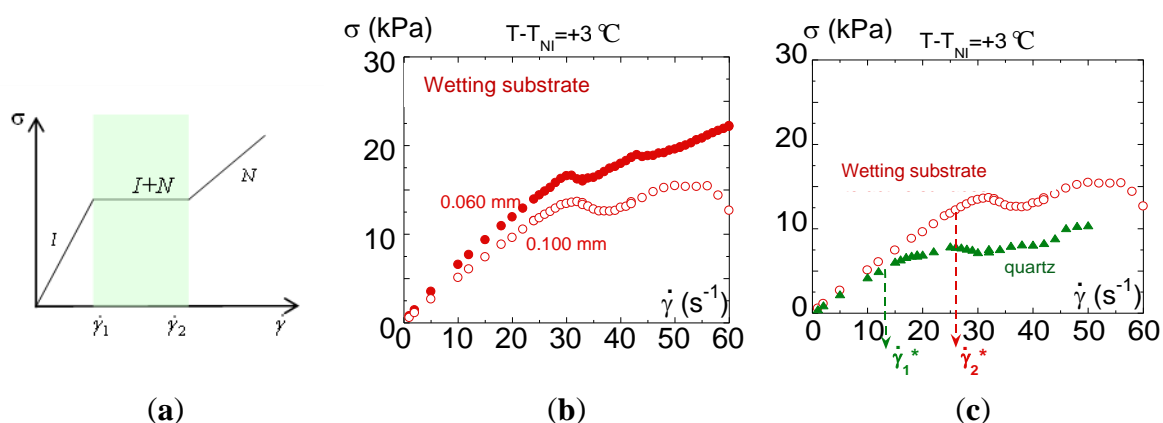 σ
I
I+N
N
γ̇₁
γ̇₂
γ̇
(a)
σ (kPa)
T-T_NI=+3 °C
30
20
10
0
Wetting substrate
0.060 mm
0.100 mm
γ̇ (s⁻¹)
0 10 20 30 40 50 60
(b)
σ (kPa)
T-T_NI=+3 °C
30
20
10
0
Wetting substrate
quartz
γ̇ (s⁻¹)
0 10 20 30 40 50 60
γ̇₁*
γ̇₂*
(c)